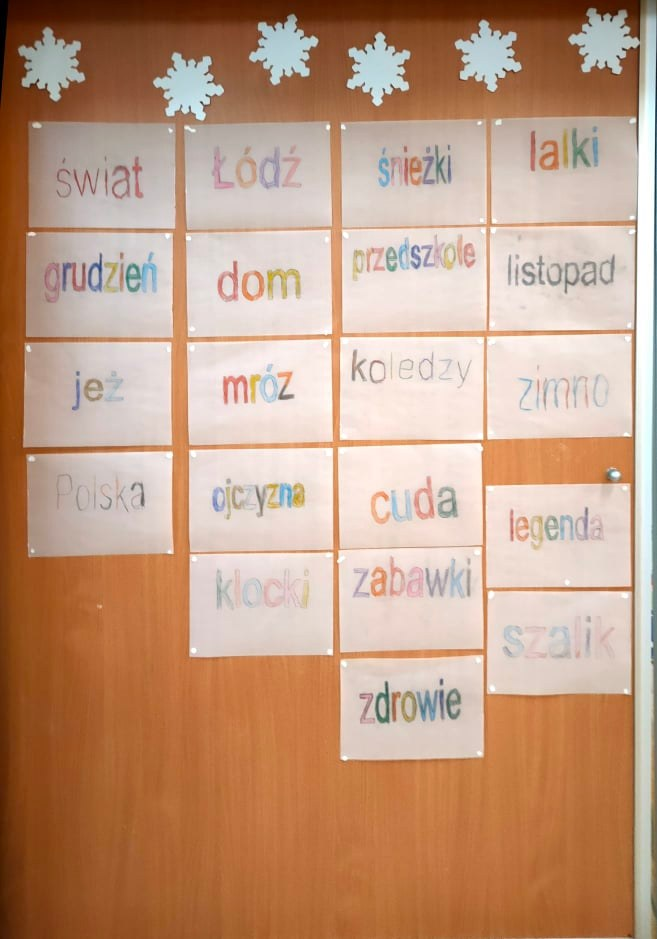 świat
Łódź
śnieżki
lalki
grudzień
dom
przedszkole
listopad
jeż
mróz
koledzy
zimno
Polska
ojczyzna
cuda
legenda
klocki
zabawki
szalik
zdrowie